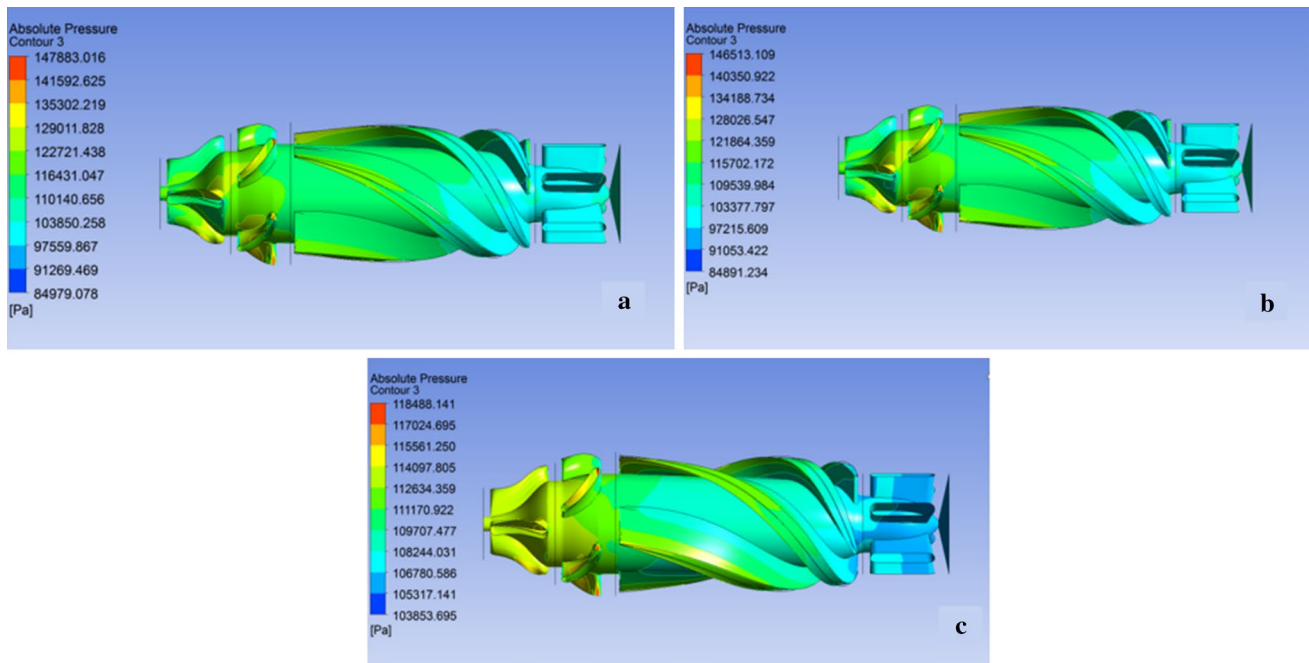 Absolute Pressure
Contour 3
147883.016
141592.625
135302.219
129011.828
122721.438
116431.047
110140.656
103850.258
97559.867
91269.469
84979.078
[Pa]
a
Absolute Pressure
Contour 3
146513.109
140350.922
134188.734
128026.547
121864.359
115702.172
109539.984
103377.797
97215.609
91053.422
84891.234
[Pa]
b
Absolute Pressure
Contour 3
118488.141
117024.695
115561.250
114097.805
112634.359
111170.922
109707.477
108244.031
106780.586
105317.141
103853.695
[Pa]
c